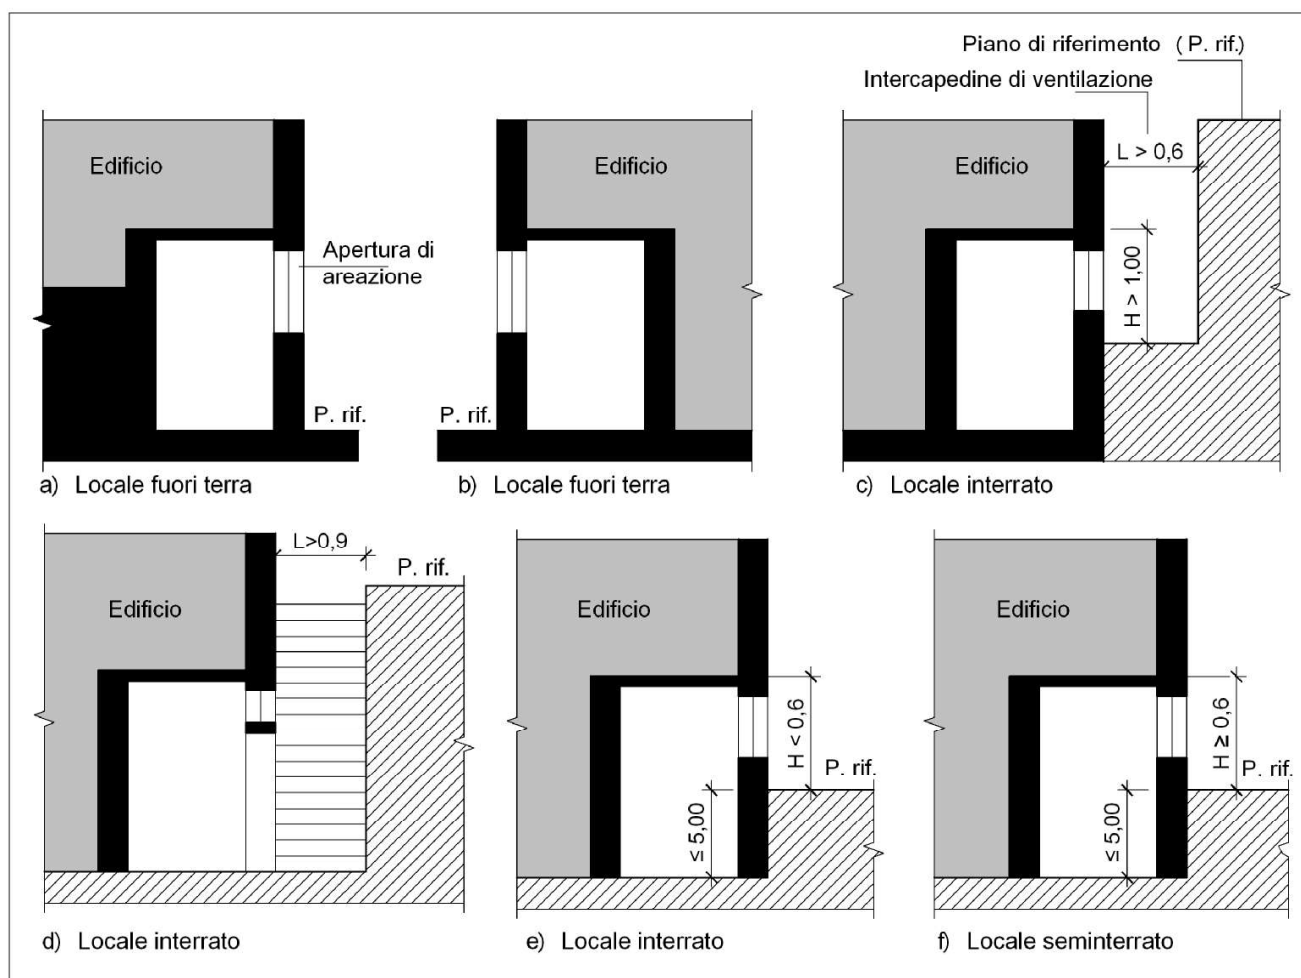 Piano di riferimento (P. rif.)
Intercapedine di ventilazione
Edificio
Apertura di
areazione
P. rif.
a) Locale fuori terra
Edificio
P. rif.
b) Locale fuori terra
Edificio
L > 0,6
H > 1,00
c) Locale interrato
L>0,9
P. rif.
Edificio
d) Locale interrato
Edificio
H < 0,6
P. rif.
≤ 5,00
e) Locale interrato
Edificio
H ≥ 0,6
P. rif.
≤ 5,00
f) Locale seminterrato